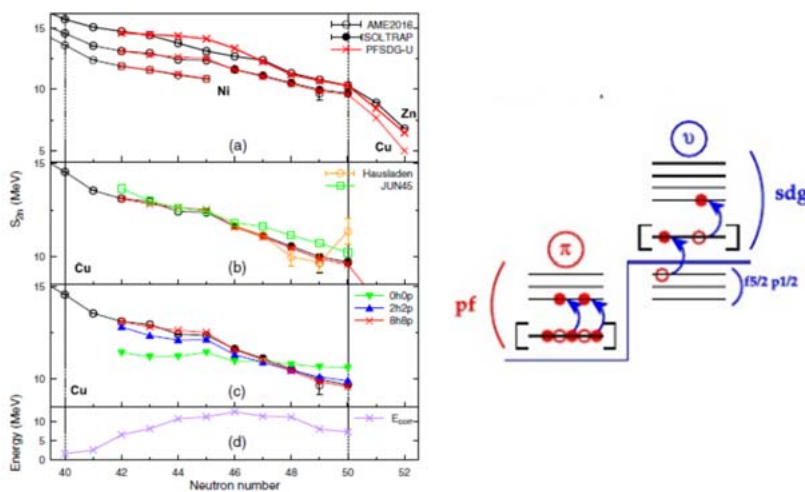 15
10
5
AME2016
ISOLTRAP
PFSDG-U
Ni
Zn
Cu
(a)
15
10
S2n (MeV)
Hausladen
JUN45
Cu
(b)
15
10
0h0p
2h2p
8h8p
Cu
(c)
10
5
0
Energy (MeV)
Ecorr
(d)
40 42 44 46 48 50 52
Neutron number
π
pf
υ
sdg
f5/2 p1/2